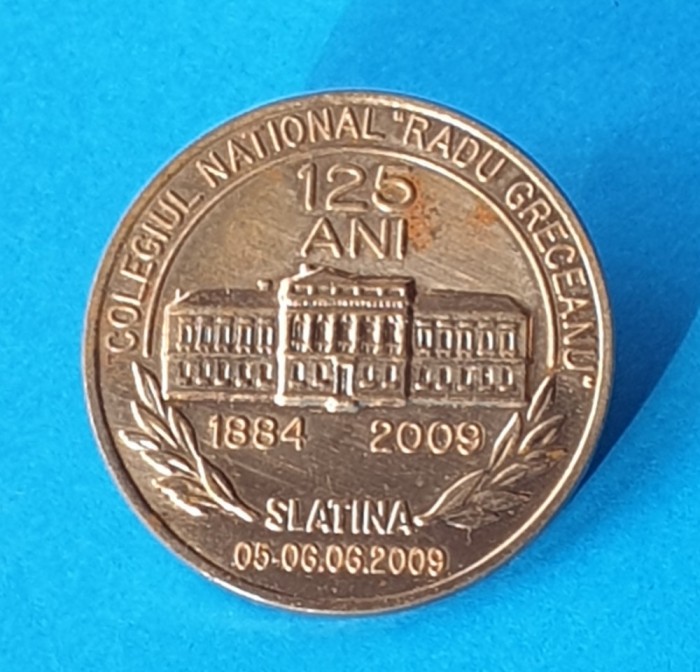 "COLEGIUL NATIONAL "RADU GRECEANU"
125
ANI
1884 2009
SLATINA
05-06.06.2009